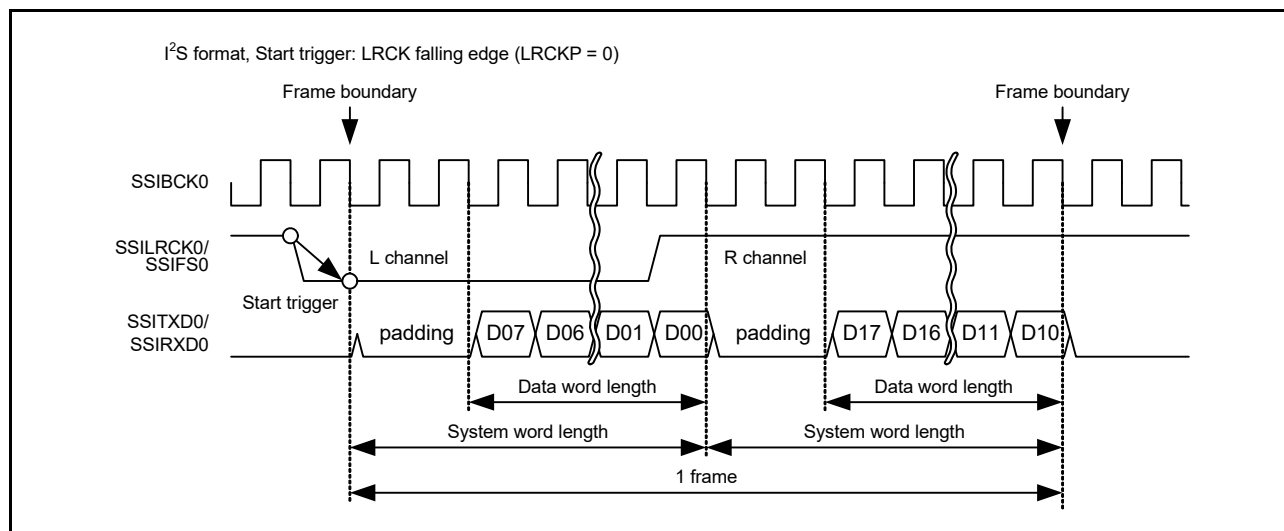 I²S format, Start trigger: LRCK falling edge (LRCKP = 0)
Frame boundary Frame boundary
SSIBCK0
SSILRCK0/
SSIFS0
L channel R channel
Start trigger
SSITXD0/
SSIRXD0
padding D07 D06 D01 D00 padding D17 D16 D11 D10
Data word length Data word length
System word length System word length
1 frame